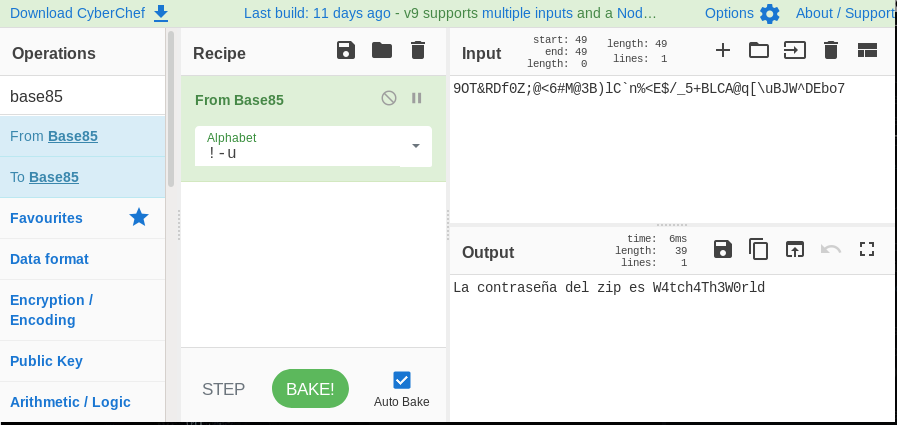 Download CyberChef
Last build: 11 days ago - v9 supports multiple inputs and a Nod…
Options
About / Support
Operations
base85
From Base85
To Base85
Favourites
Data format
Encryption / Encoding
Public Key
Arithmetic / Logic
Recipe
From Base85
Alphabet
!-u
STEP
BAKE!
Auto Bake
Input
start: 49
end: 49
length: 0
length: 49
lines: 1
9OT&RDf0Z;@<6#M@3B)lC`n%<E$/_5+BLCA@q[\uBJW^DEbo7
Output
time: 6ms
length: 39
lines: 1
La contraseña del zip es W4tch4Th3W0rld